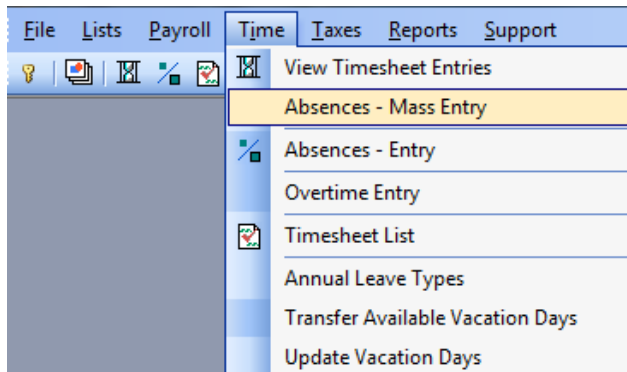 File Lists Payroll Time Taxes Reports Support
View Timesheet Entries
Absences - Mass Entry
Absences - Entry
Overtime Entry
Timesheet List
Annual Leave Types
Transfer Available Vacation Days
Update Vacation Days